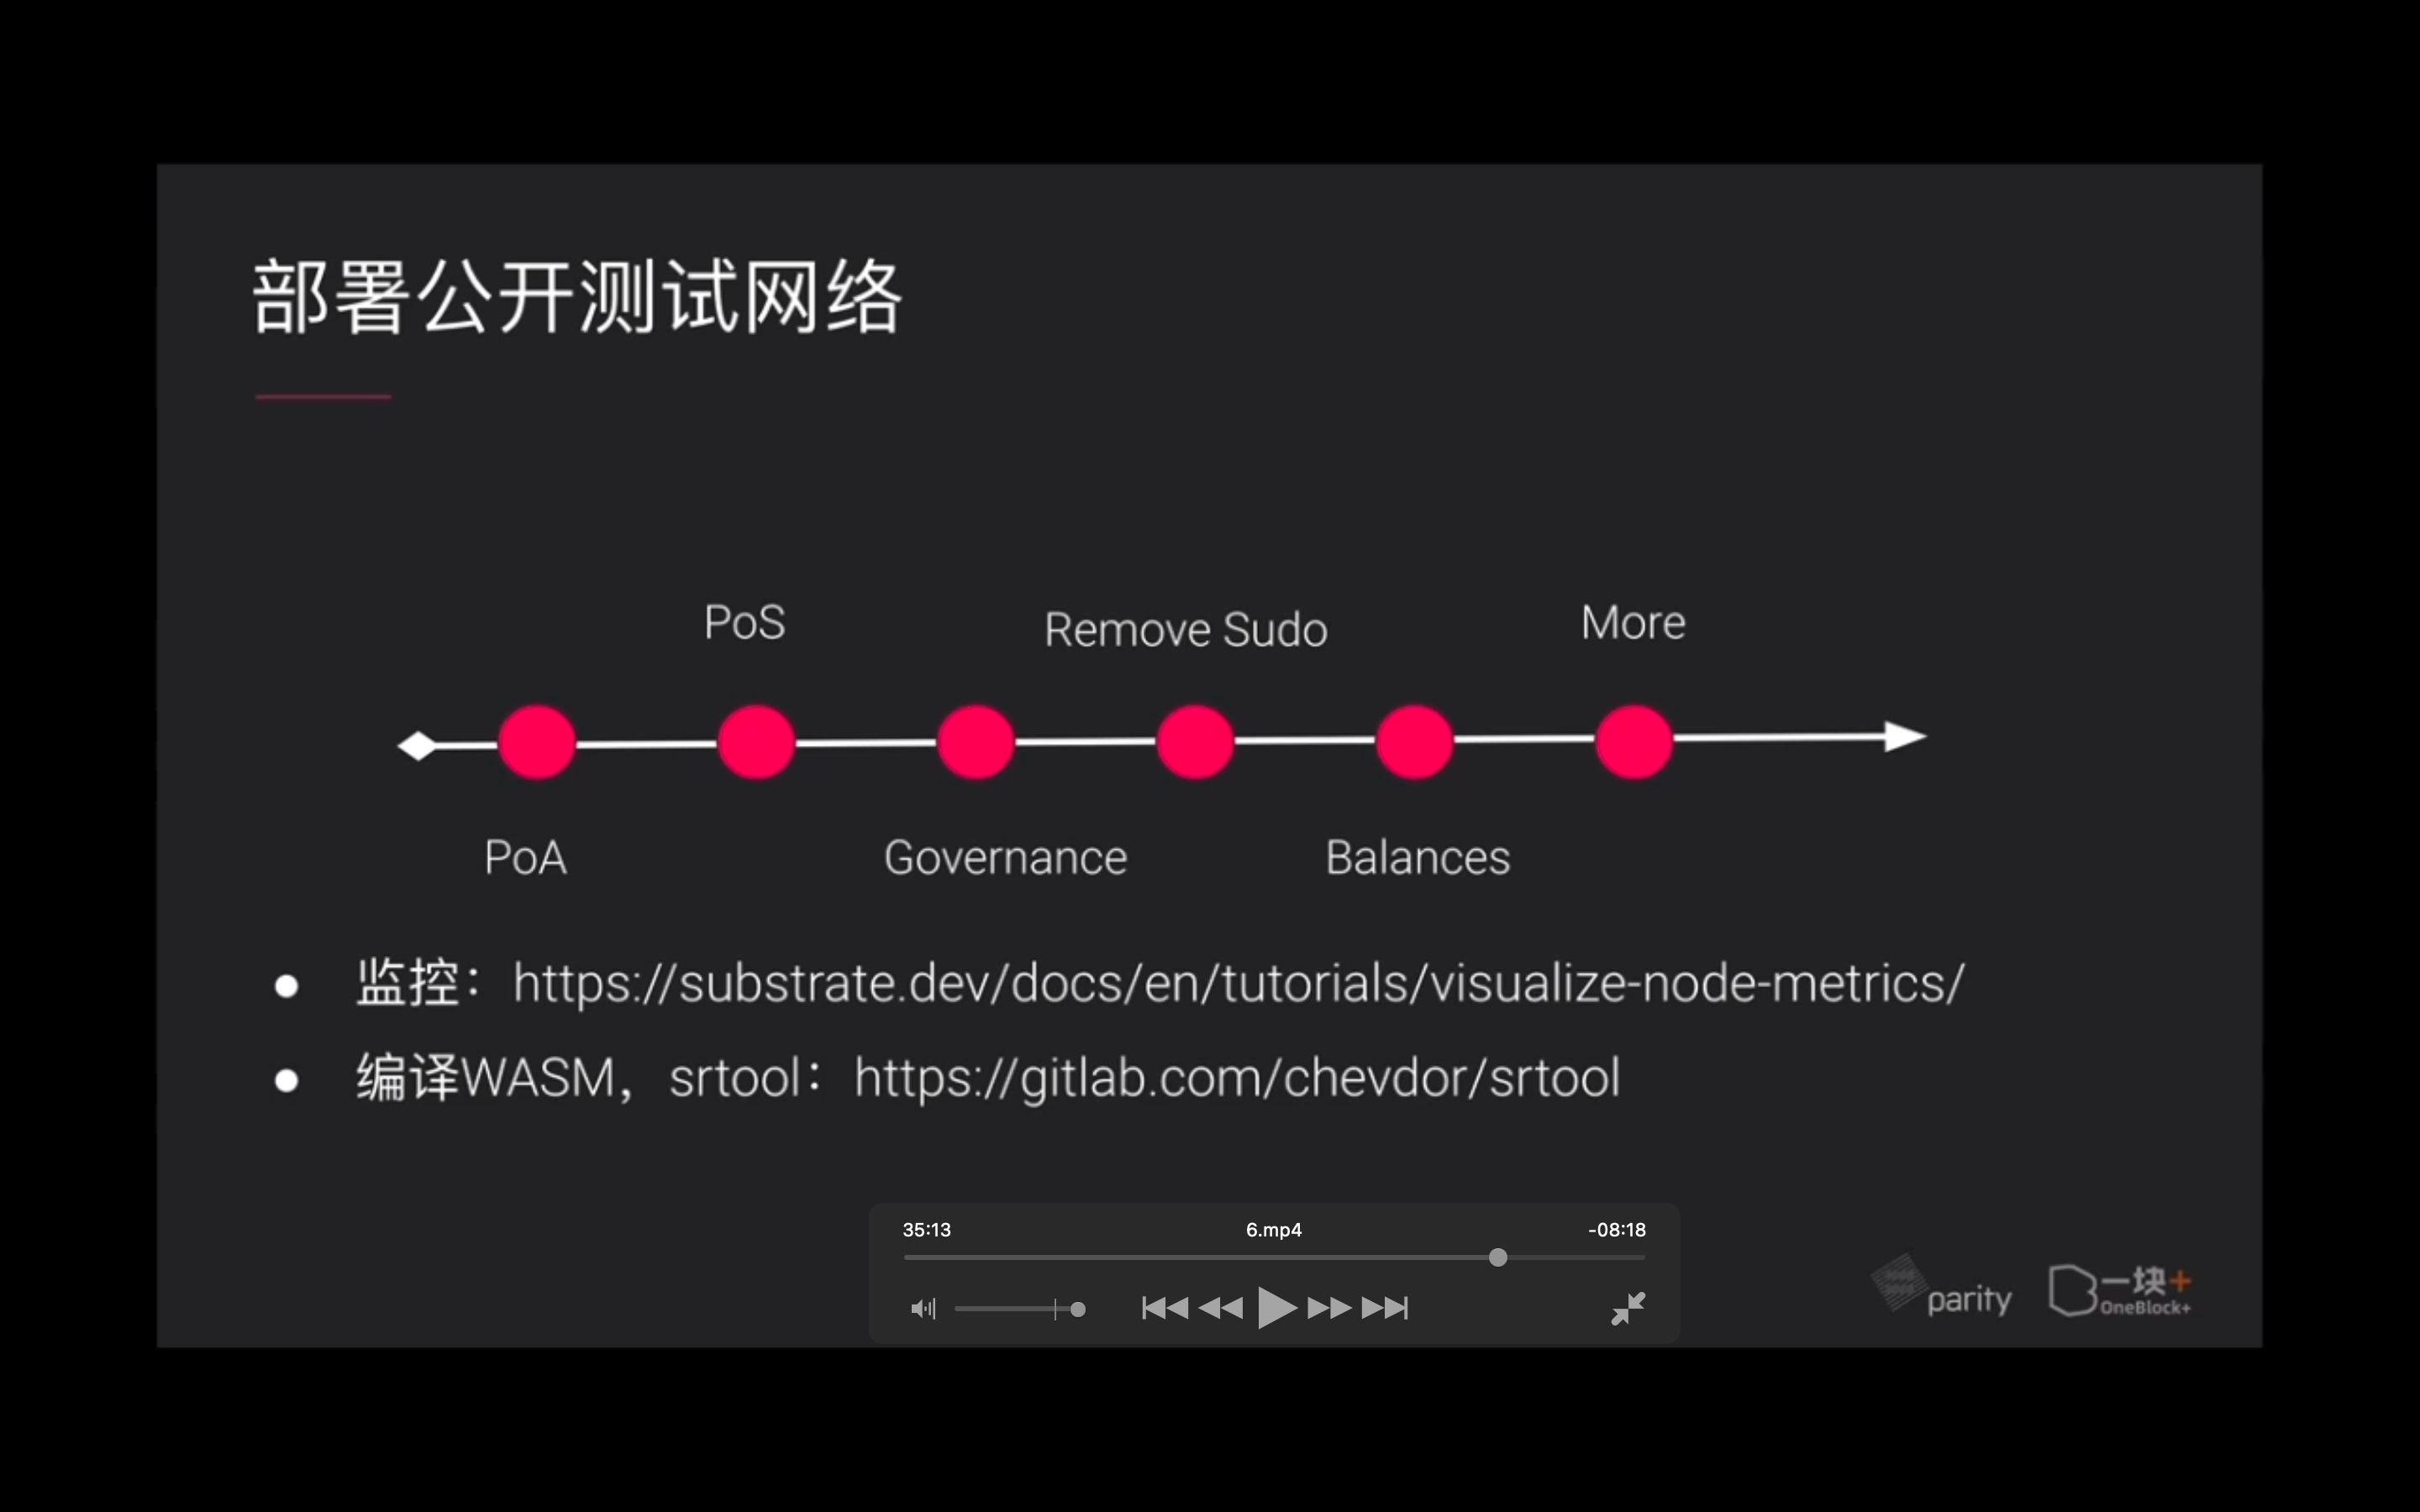 部署公开测试网络
PoS
Remove Sudo
More
PoA
Governance
Balances
监控：https://substrate.dev/docs/en/tutorials/visualize-node-metrics/
编译WASM，srtool：https://gitlab.com/chevdor/srtool
35:13
6.mp4
-08:18
parity
一块+
OneBlock+